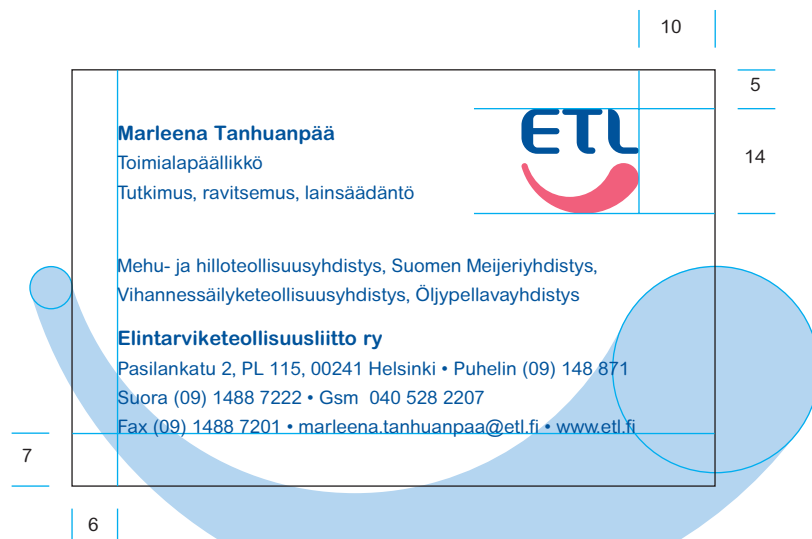 10
5
ETL
Marleena Tanhuanpää
Toimialapäällikkö
14
Tutkimus, ravitsemus, lainsäädäntö
Mehu- ja hilloteollisuusyhdistys, Suomen Meijeriyhdistys,
Vihannessäilyketeollisuusyhdistys, Öljypellavayhdistys
Elintarviketeollisuusliitto ry
Pasilankatu 2, PL 115, 00241 Helsinki • Puhelin (09) 148 871
Suora (09) 1488 7222 • Gsm  040 528 2207
Fax (09) 1488 7201 • marleena.tanhuanpaa@etl.fi • www.etl.fi
7
6